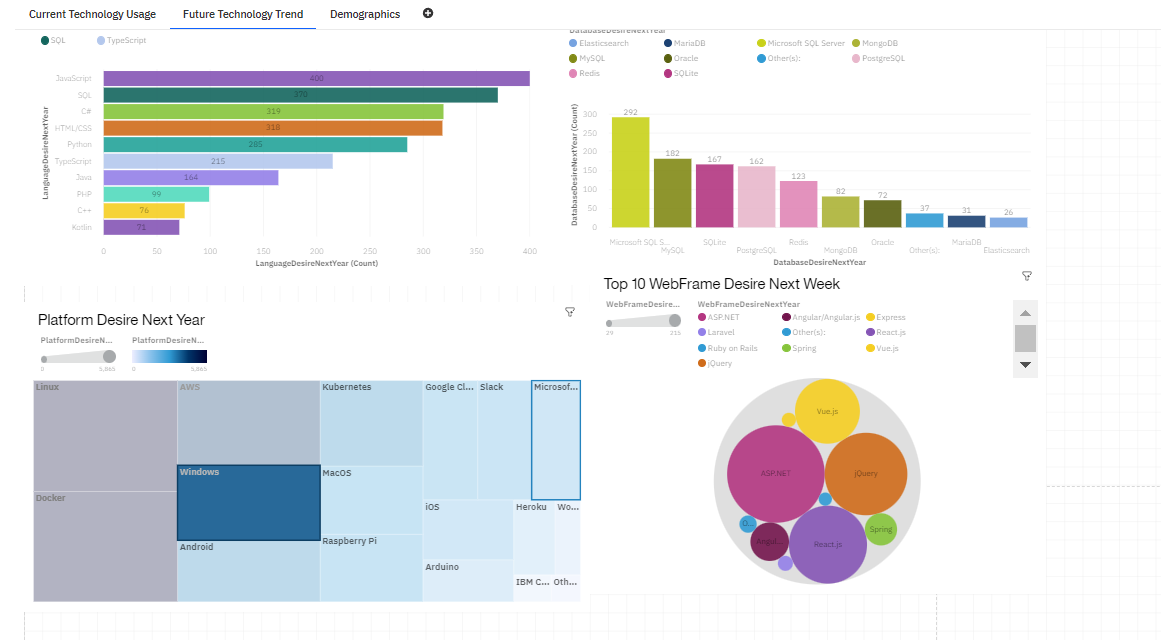 Current Technology Usage
Future Technology Trend
Demographics
SQL
TypeScript
LanguageDesireNextYear
JavaScript
400
SQL
370
C#
319
HTML/CSS
318
Python
285
TypeScript
215
Java
164
PHP
99
C++
76
Kotlin
71
0 50 100 150 200 250 300 350 400
LanguageDesireNextYear (Count)
DatabaseDesireNextYear
Elasticsearch MariaDB Microsoft SQL Server MongoDB
MySQL Oracle Other(s): PostgreSQL
Redis SQLite
DatabaseDesireNextYear (Count)
300
250
200
150
100
50
0
292 182 167 162 123 82 72 37 31 26
Microsoft SQL S... SQLite Redis Oracle MariaDB
MySQL PostgreSQL MongoDB Other(s): Elasticsearch
DatabaseDesireNextYear
Platform Desire Next Year
PlatformDesireN... PlatformDesireN...
0 5,865 0 5,865
Linux
AWS
Kubernetes
Google Cl...
Slack
Microsof...
Windows
MacOS
Docker
iOS
Heroku
Wo...
Android
Raspberry Pi
Arduino
IBM C...
Oth...
Top 10 WebFrame Desire Next Week
WebFrameDesire...
29 215
WebFrameDesireNextYear
ASP.NET Angular/Angular.js Express
Laravel Other(s): React.js
Ruby on Rails Spring Vue.js
jQuery
Vue.js
ASP.NET
jQuery
O...
Angul...
React.js
Spring